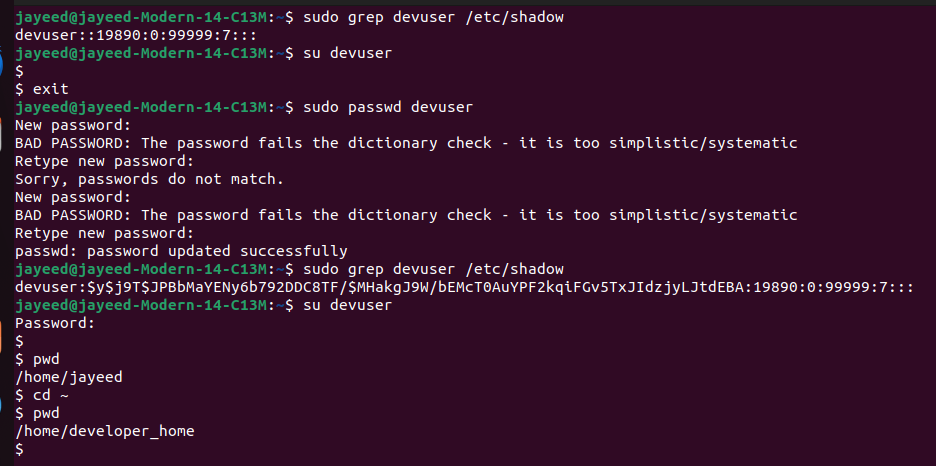 jayeed@jayeed-Modern-14-C13M:~$ sudo grep devuser /etc/shadow
devuser::19890:0:99999:7:::
jayeed@jayeed-Modern-14-C13M:~$ su devuser
$
$ exit
jayeed@jayeed-Modern-14-C13M:~$ sudo passwd devuser
New password:
BAD PASSWORD: The password fails the dictionary check - it is too simplistic/systematic
Retype new password:
Sorry, passwords do not match.
New password:
BAD PASSWORD: The password fails the dictionary check - it is too simplistic/systematic
Retype new password:
passwd: password updated successfully
jayeed@jayeed-Modern-14-C13M:~$ sudo grep devuser /etc/shadow
devuser:$y$j9T$JPBbMaYENy6b792DDC8TF/$MHakgJ9W/bEMcT0AuYPF2kqiFGv5TxJIdzjyLJtdEBA:19890:0:99999:7:::
jayeed@jayeed-Modern-14-C13M:~$ su devuser
Password:
$
$ pwd
/home/jayeed
$ cd ~
$ pwd
/home/developer_home
$